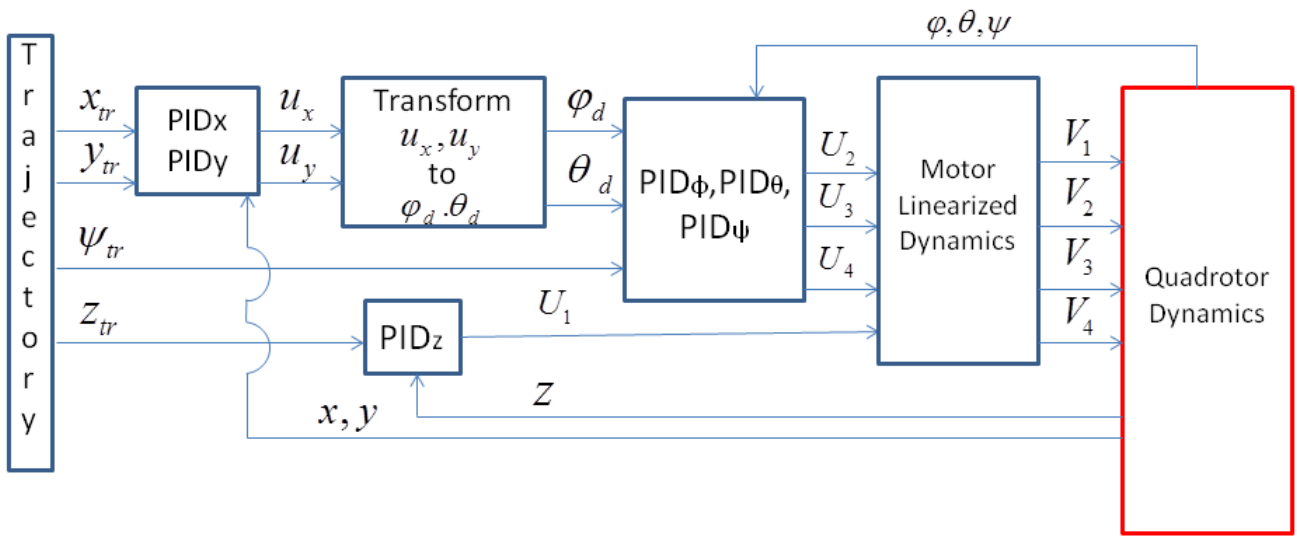 Trajectory
x_tr
y_tr
ψ_tr
z_tr
PIDx
PIDy
u_x
u_y
Transform
u_x,u_y
to
φ_d.θ_d
φ_d
θ_d
PIDφ,PIDθ,
PIDψ
φ,θ,ψ
U_2
U_3
U_4
PIDz
U_1
Motor
Linearized
Dynamics
V_1
V_2
V_3
V_4
Quadrotor
Dynamics
z
x, y